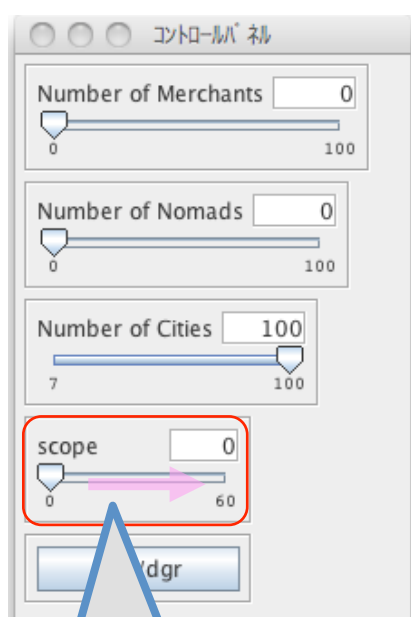 コントロールパネル
Number of Merchants 0
0 100
Number of Nomads 0
0 100
Number of Cities 100
7 100
scope 0
0 60
/dgr